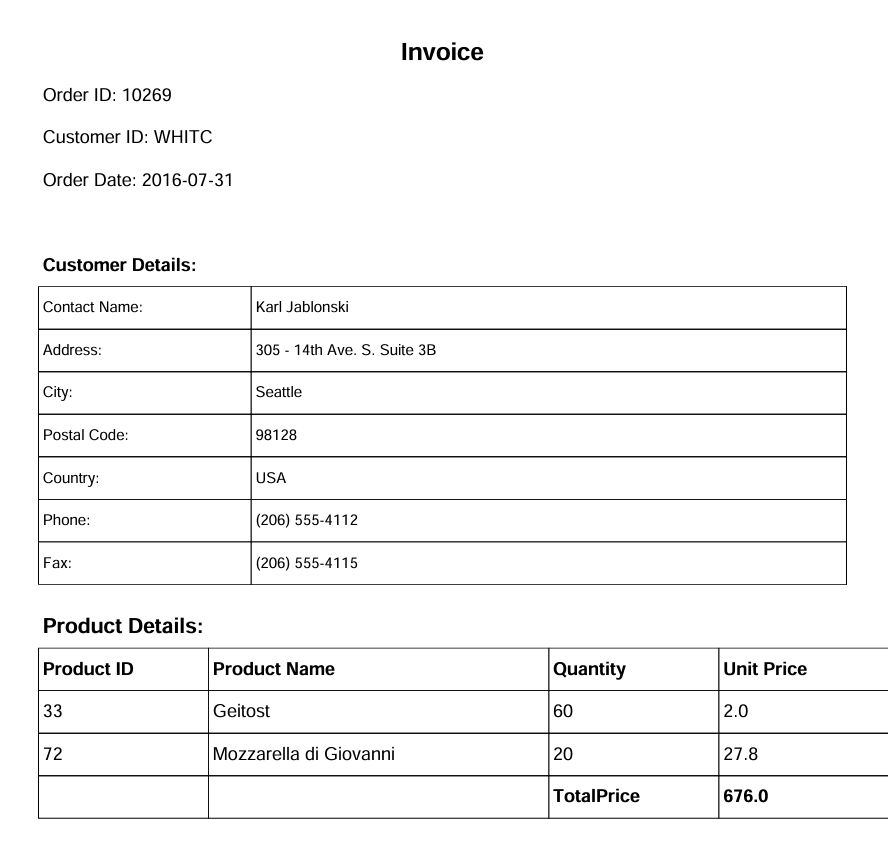 Invoice
Order ID: 10269
Customer ID: WHITC
Order Date: 2016-07-31
Customer Details:
Contact Name: Karl Jablonski
Address: 305 - 14th Ave. S. Suite 3B
City: Seattle
Postal Code: 98128
Country: USA
Phone: (206) 555-4112
Fax: (206) 555-4115
Product Details:
Product ID Product Name Quantity Unit Price
33 Geitost 60 2.0
72 Mozzarella di Giovanni 20 27.8
TotalPrice 676.0